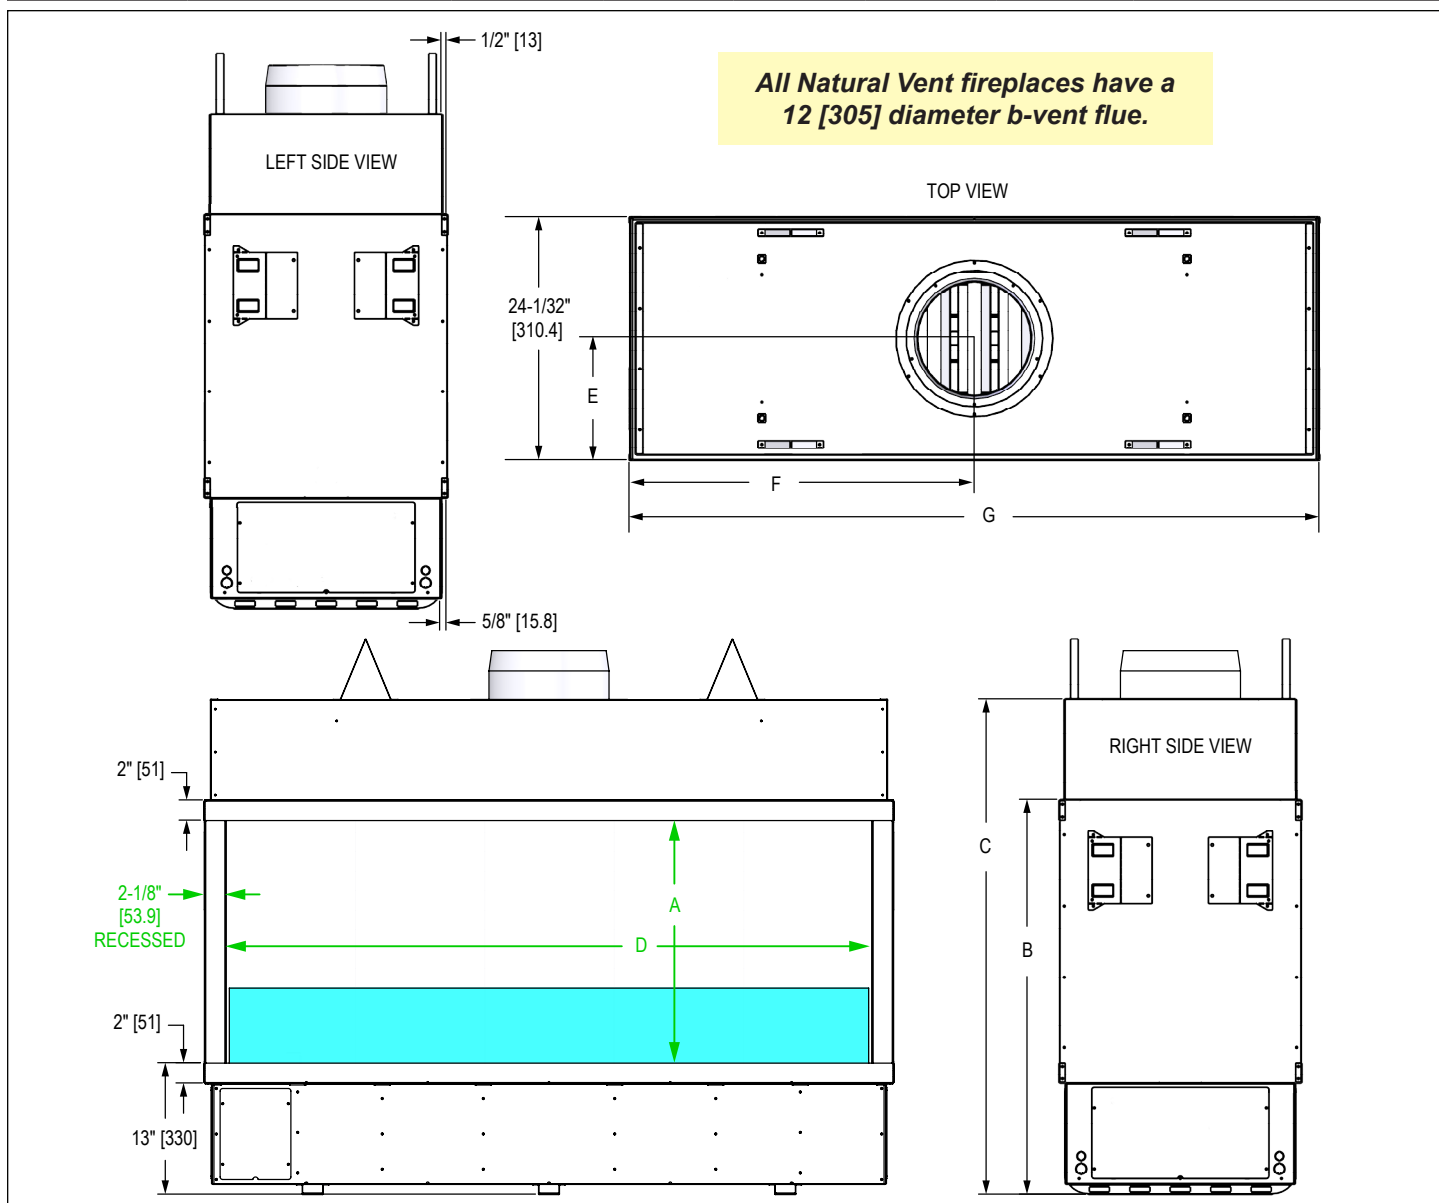 1/2" [13]
All Natural Vent fireplaces have a
12 [305] diameter b-vent flue.
LEFT SIDE VIEW
TOP VIEW
24-1/32"
[310.4]
E
F
G
5/8" [15.8]
2" [51]
RIGHT SIDE VIEW
C
2-1/8"
[53.9]
RECESSED
A
D
B
2" [51]
13" [330]